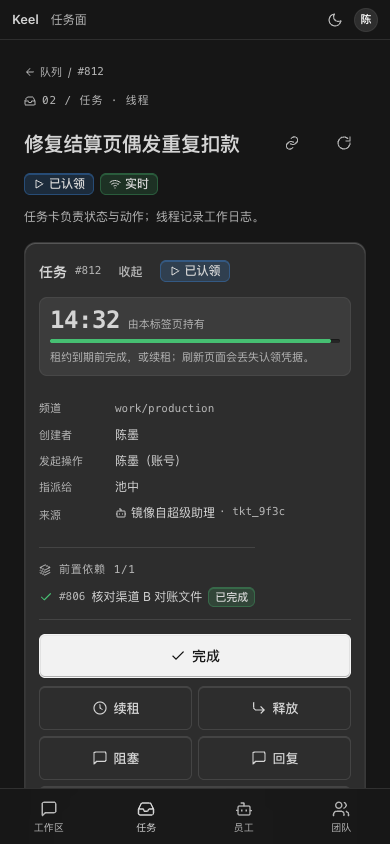 Keel 任务面 陈
队列 / #812
02 / 任务 · 线程
修复结算页偶发重复扣款
已认领 实时
任务卡负责状态与动作；线程记录工作日志。
任务 #812 收起 已认领
14:32 由本标签页持有
租约到期前完成，或续租；刷新页面会丢失认领凭据。
频道 work/production
创建者 陈墨
发起操作 陈墨（账号）
指派给 池中
来源 镜像自超级助理 · tkt_9f3c
前置依赖 1/1
#806 核对渠道 B 对账文件 已完成
完成
续租 释放
阻塞 回复
工作区 任务 员工 团队